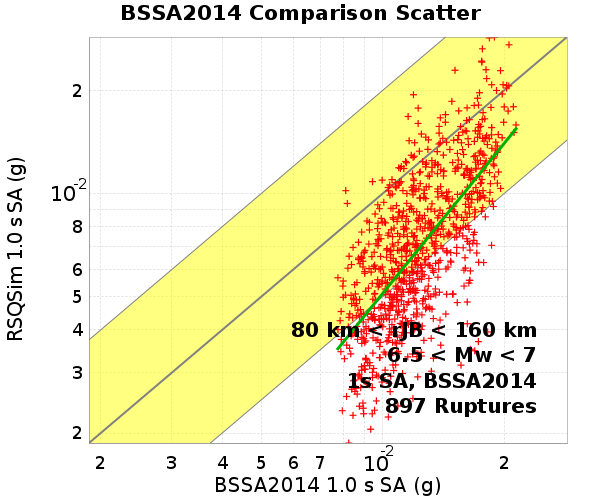 BSSA2014 Comparison Scatter
RSQSim 1.0 s SA (g)
2
10-2
8
6
5
4
3
2
80 km < rJB < 160 km
6.5 < Mw < 7
1s SA, BSSA2014
897 Ruptures
2 3 4 5 6 7 10-2 2
BSSA2014 1.0 s SA (g)